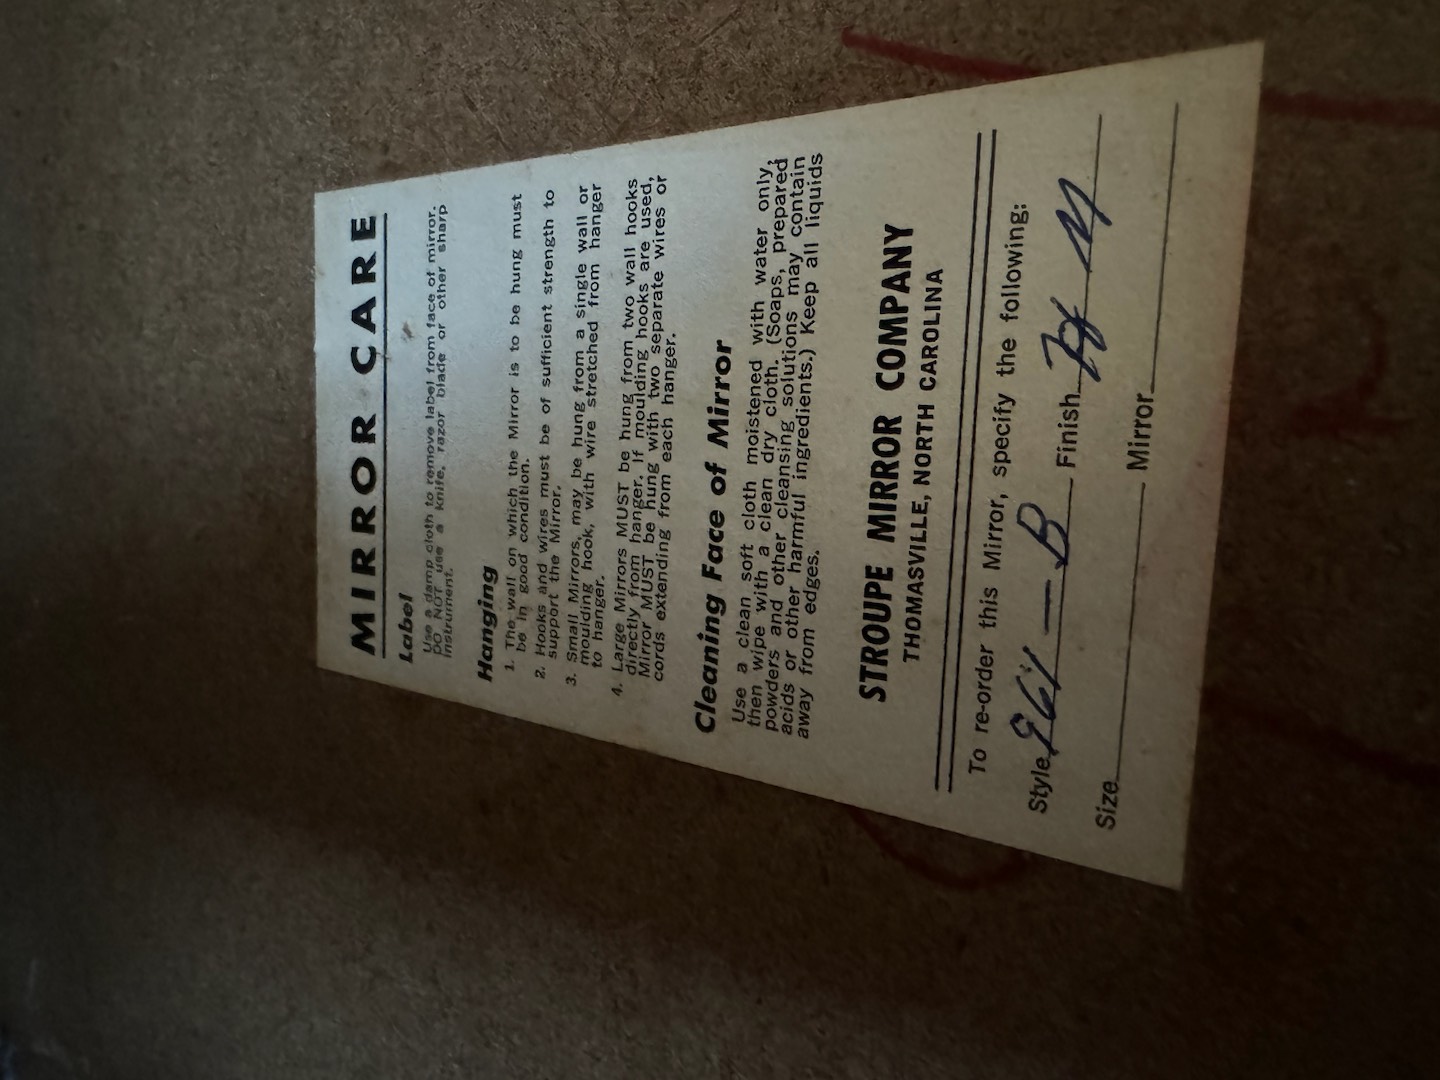 MIRROR CARE
Label
Use a damp cloth to remove label from face of mirror.
DO NOT use a knife, razor blade or other sharp
instrument.
Hanging
1. The wall on which the Mirror is to be hung must
be in good condition.
2. Hooks and wires must be of sufficient strength to
support the Mirror.
3. Small Mirrors, may be hung from a single wall or
moulding hook, with wire stretched from hanger
to hanger.
4. Large Mirrors MUST be hung from two wall hooks
directly from hanger. If moulding hooks are used,
Mirror MUST be hung with two separate wires or
cords extending from each hanger.
Cleaning Face of Mirror
Use a clean soft cloth moistened with water only,
then wipe with a clean dry cloth. (Soaps, prepared
powders and other cleansing solutions may contain
acids or other harmful ingredients.) Keep all liquids
away from edges.
STROUPE MIRROR COMPANY
THOMASVILLE, NORTH CAROLINA
To re-order this Mirror, specify the following:
Style B Finish M
Size Mirror